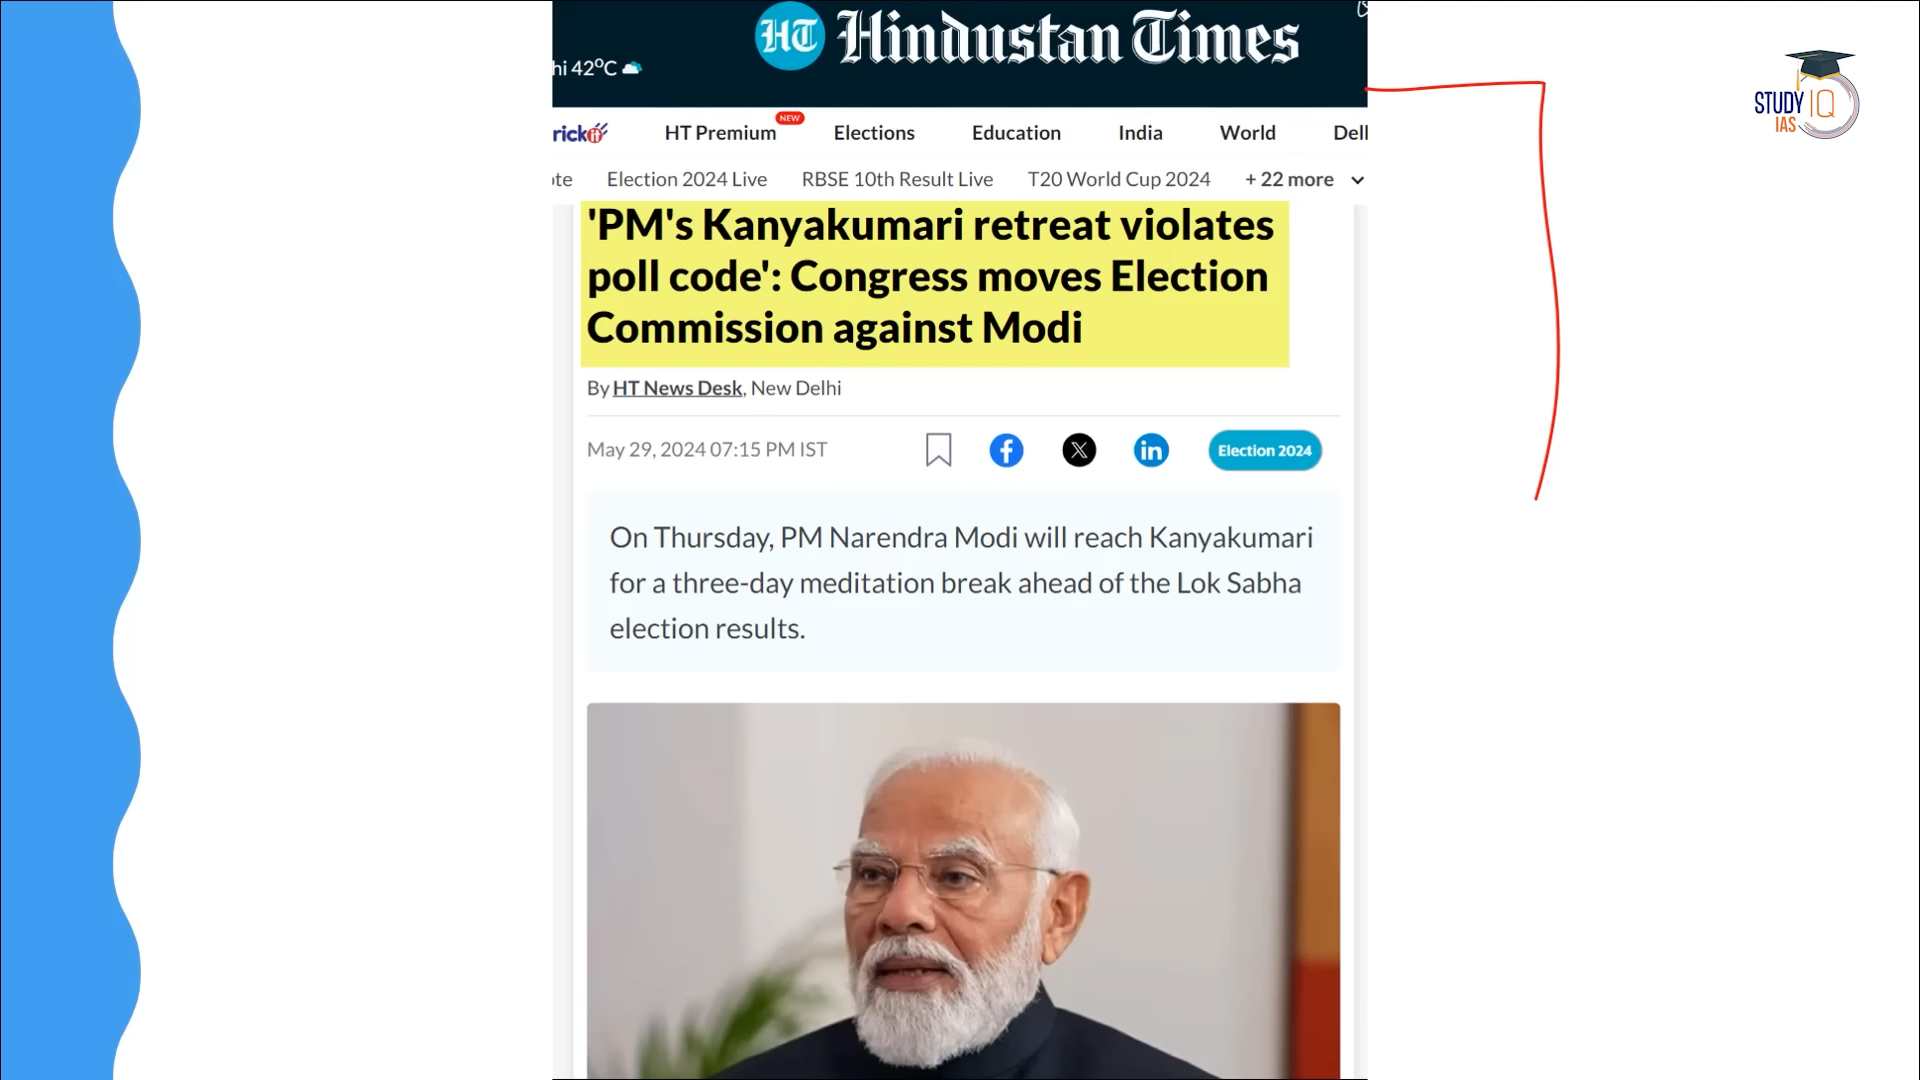 HT Hindustan Times
hi 42°C
rick it
HT Premium NEW Elections Education India World Dell
ote Election 2024 Live RBSE 10th Result Live T20 World Cup 2024 + 22 more
'PM's Kanyakumari retreat violates
poll code': Congress moves Election
Commission against Modi
By HT News Desk, New Delhi
May 29, 2024 07:15 PM IST
Election 2024
On Thursday, PM Narendra Modi will reach Kanyakumari
for a three-day meditation break ahead of the Lok Sabha
election results.
STUDY IQ
IAS